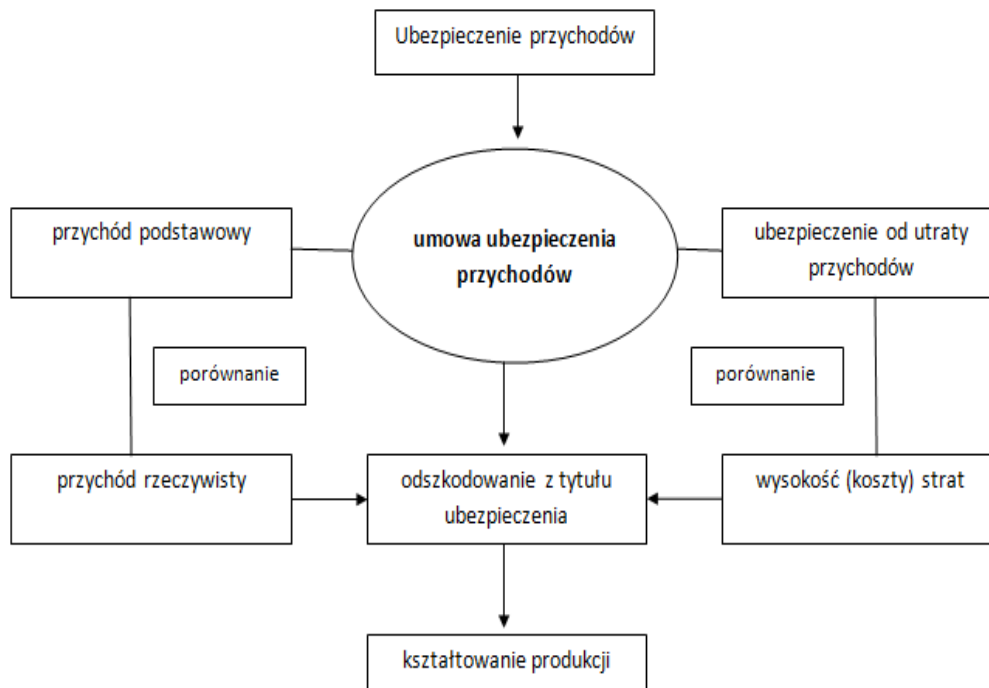 Ubezpieczenie przychodów
umowa ubezpieczenia
przychodów
przychód podstawowy
ubezpieczenie od utraty
przychodów
porównanie
porównanie
przychód rzeczywisty
odszkodowanie z tytułu
ubezpieczenia
wysokość (koszty) strat
kształtowanie produkcji